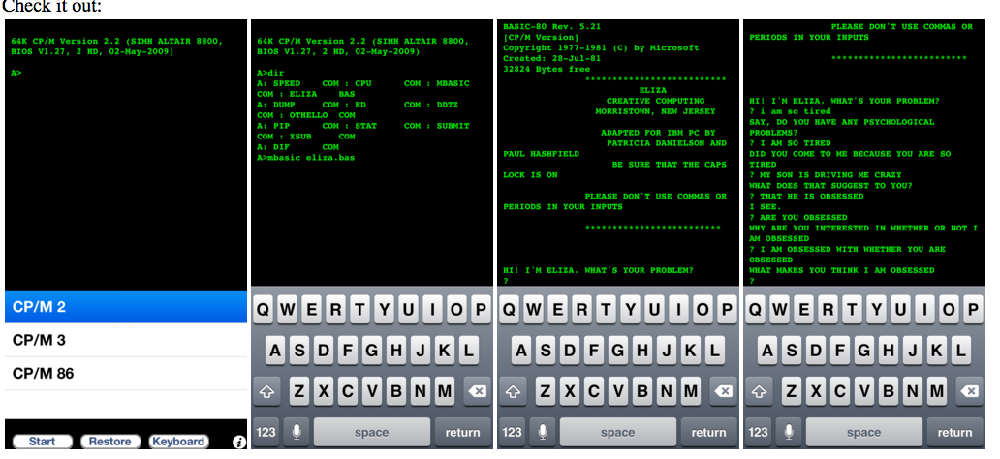 Check it out:
64K CP/M Version 2.2 (SIMH ALTAIR 8800,
BIOS V1.27, 2 HD, 02-May-2009)
A>
CP/M 2
CP/M 3
CP/M 86
Start Restore Keyboard i
64K CP/M Version 2.2 (SIMH ALTAIR 8800,
BIOS V1.27, 2 HD, 02-May-2009)
A>dir
A: SPEED COM : CPU COM : MBASIC
COM : ELIZA BAS
A: DUMP COM : ED COM : DDTZ
COM : OTHELLO COM
A: PIP COM : STAT COM : SUBMIT
COM : XSUB COM
A: DIF COM
A>mbasic eliza.bas
Q W E R T Y U I O P
A S D F G H J K L
Z X C V B N M
123 space return
BASIC-80 Rev. 5.21
[CP/M Version]
Copyright 1977-1981 (C) by Microsoft
Created: 28-Jul-81
32824 Bytes free
**************************
ELIZA
CREATIVE COMPUTING
MORRISTOWN, NEW JERSEY
ADAPTED FOR IBM PC BY
PATRICIA DANIELSON AND
PAUL HASHFIELD
BE SURE THAT THE CAPS
LOCK IS ON
PLEASE DON'T USE COMMAS OR
PERIODS IN YOUR INPUTS
*************************
HI! I'M ELIZA. WHAT'S YOUR PROBLEM?
?
Q W E R T Y U I O P
A S D F G H J K L
Z X C V B N M
123 space return
PLEASE DON'T USE COMMAS OR
PERIODS IN YOUR INPUTS
*************************
HI! I'M ELIZA. WHAT'S YOUR PROBLEM?
? i am so tired
SAY, DO YOU HAVE ANY PSYCHOLOGICAL
PROBLEMS?
? I AM SO TIRED
DID YOU COME TO ME BECAUSE YOU ARE SO
TIRED
? MY SON IS DRIVING ME CRAZY
WHAT DOES THAT SUGGEST TO YOU?
? THAT HE IS OBSESSED
I SEE.
? ARE YOU OBSESSED
WHY ARE YOU INTERESTED IN WHETHER OR NOT I
AM OBSESSED
? I AM OBSESSED WITH WHETHER YOU ARE
OBSESSED
WHAT MAKES YOU THINK I AM OBSESSED
?
Q W E R T Y U I O P
A S D F G H J K L
Z X C V B N M
123 space return